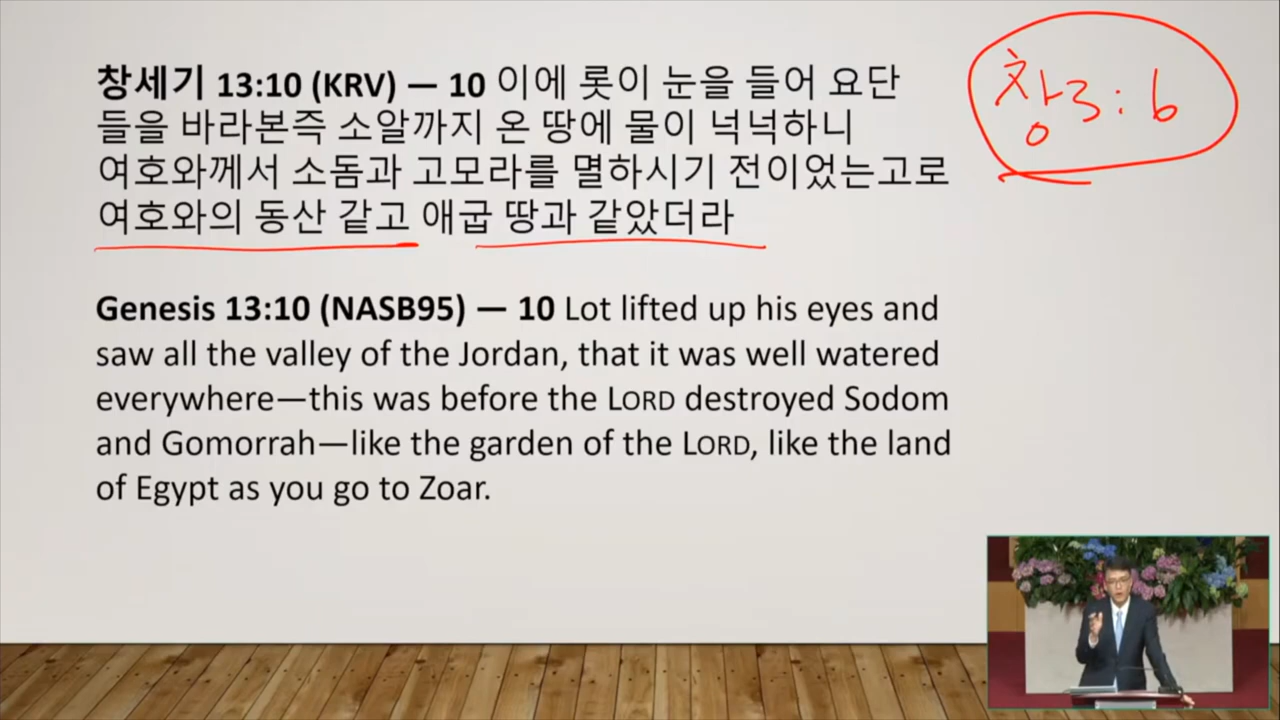 창세기 13:10 (KRV) — 10 이에 롯이 눈을 들어 요단
들을 바라본즉 소알까지 온 땅에 물이 넉넉하니
여호와께서 소돔과 고모라를 멸하시기 전이었는고로
여호와의 동산 같고 애굽 땅과 같았더라
창 3:6
Genesis 13:10 (NASB95) — 10 Lot lifted up his eyes and
saw all the valley of the Jordan, that it was well watered
everywhere—this was before the LORD destroyed Sodom
and Gomorrah—like the garden of the LORD, like the land
of Egypt as you go to Zoar.